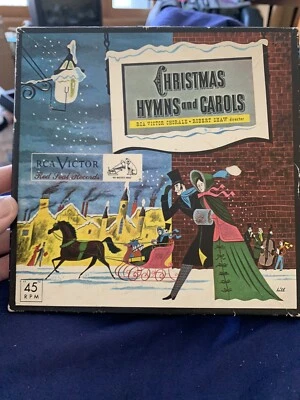 CHRISTMAS
HYMNS and CAROLS
RCA VICTOR CHORALE • ROBERT SHAW director
RCA VICTOR
Red Seal Records
45
RPM